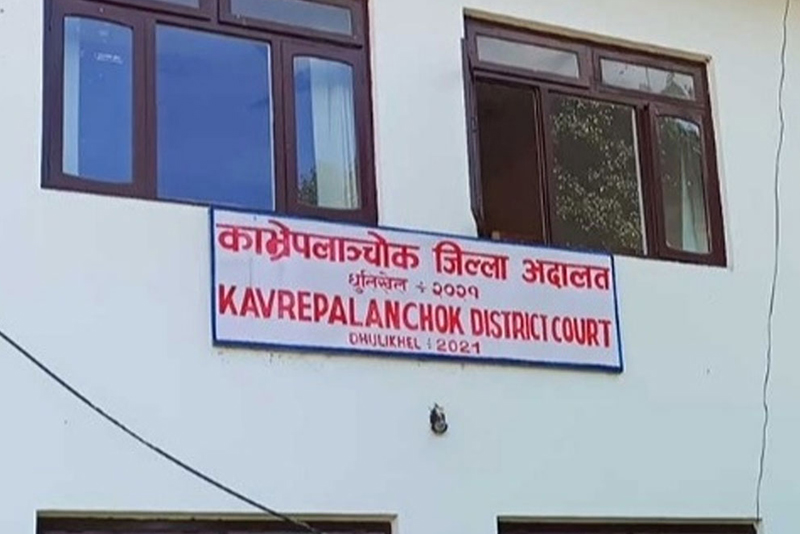 काभ्रेपलाञ्चोक जिल्ला अदालत
धुलिखेल ÷ २०२१
KAVREPALANCHOK DISTRICT COURT
DHULIKHEL ÷ 2021